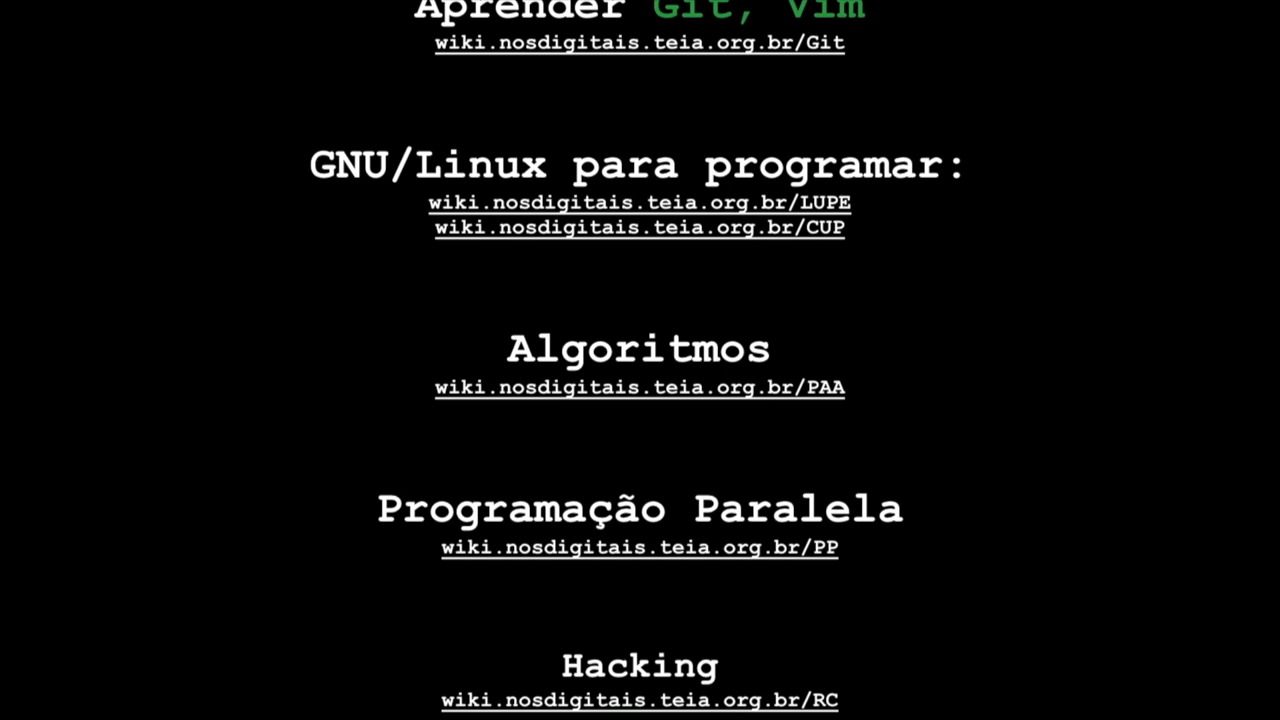 Aprender Git, Vim
wiki.nosdigitais.teia.org.br/Git
GNU/Linux para programar:
wiki.nosdigitais.teia.org.br/LUPE
wiki.nosdigitais.teia.org.br/CUP
Algoritmos
wiki.nosdigitais.teia.org.br/PAA
Programação Paralela
wiki.nosdigitais.teia.org.br/PP
Hacking
wiki.nosdigitais.teia.org.br/RC